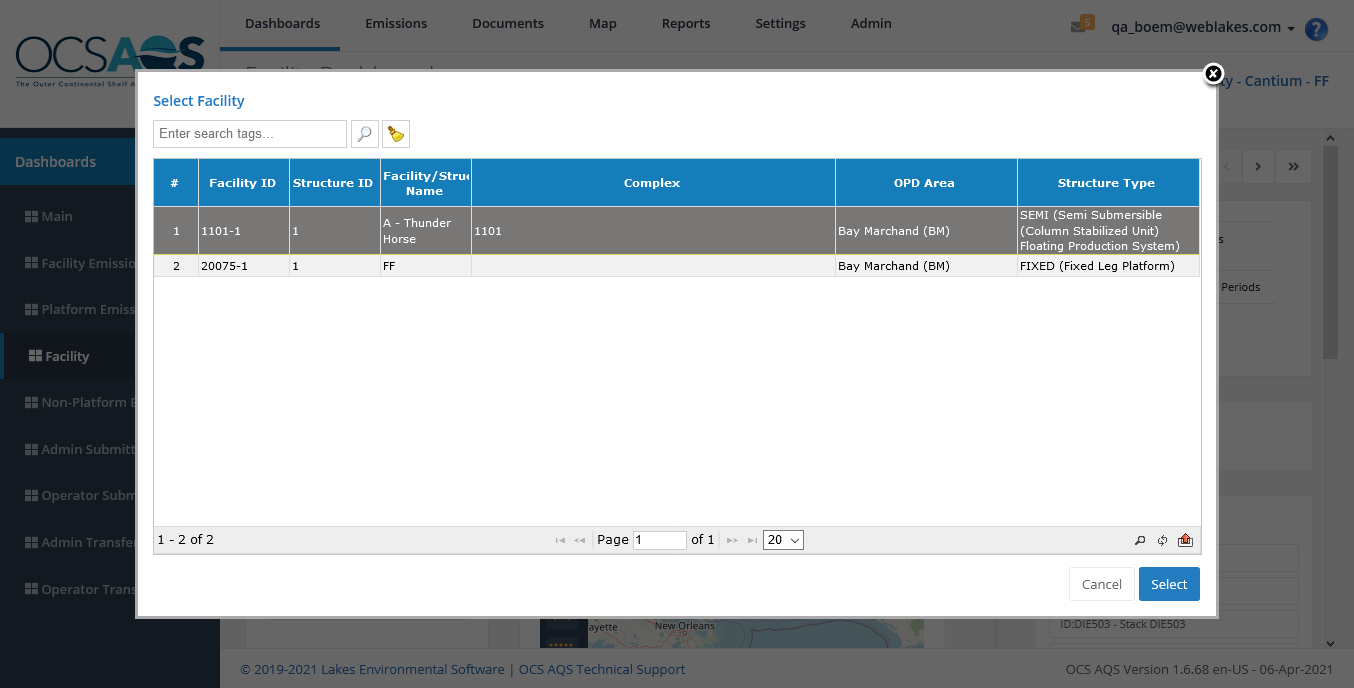 Dashboards Emissions Documents Map Reports Settings Admin
5
qa_boem@weblakes.com
?
OCSAQS
The Outer Continental Shelf A
ty - Cantium - FF
Select Facility
Enter search tags...
# Facility ID Structure ID Facility/Struc Name Complex OPD Area Structure Type
1 1101-1 1 A - Thunder Horse 1101 Bay Marchand (BM) SEMI (Semi Submersible (Column Stabilized Unit) Floating Production System)
2 20075-1 1 FF Bay Marchand (BM) FIXED (Fixed Leg Platform)
1 - 2 of 2
Page 1 of 1
20
Cancel
Select
Dashboards
Main
Facility Emissio
Platform Emiss
Facility
Non-Platform E
Admin Submitt
Operator Subm
Admin Transfe
Operator Trans
s
Periods
ayette
New Orleans
ID:DIE503 - Stack DIE503
© 2019-2021 Lakes Environmental Software | OCS AQS Technical Support
OCS AQS Version 1.6.68 en-US - 06-Apr-2021